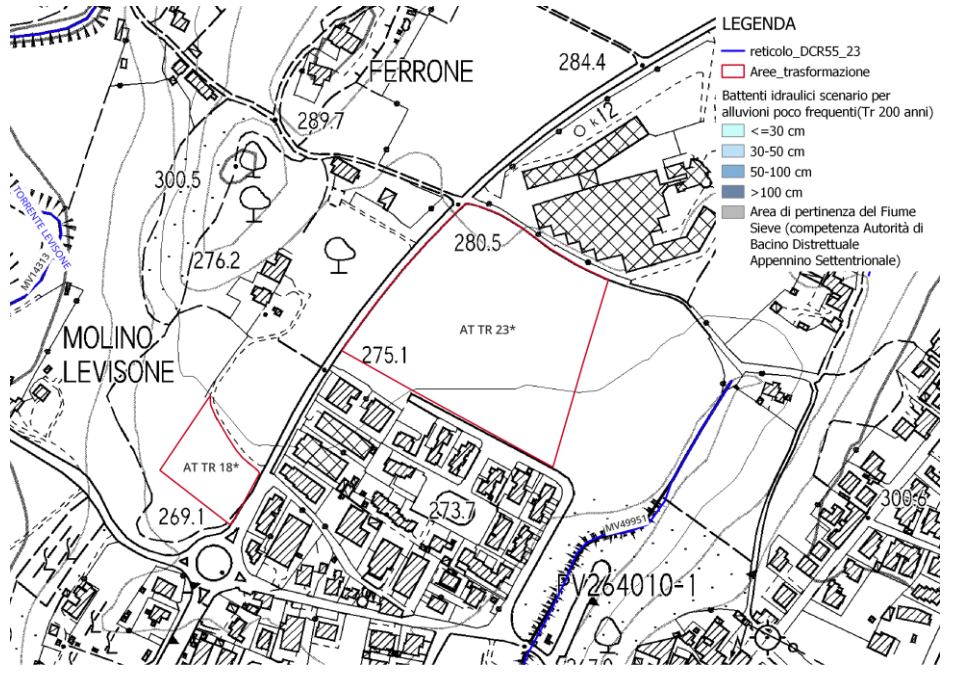 LEGENDA
reticolo_DCR55_23
Aree_trasformazione
Battenti idraulici scenario per
alluvioni poco frequenti(Tr 200 anni)
<=30 cm
30-50 cm
50-100 cm
>100 cm
Area di pertinenza del Fiume
Sieve (competenza Autorità di
Bacino Distrettuale
Appennino Settentrionale)
FERRONE
284.4
289.7
k12
300.5
TORRENTE LEVISONE
MV14313
276.2
280.5
AT TR 23*
MOLINO
LEVISONE
275.1
AT TR 18*
269.1
273.7
300.6
MV49951
PV264010-1